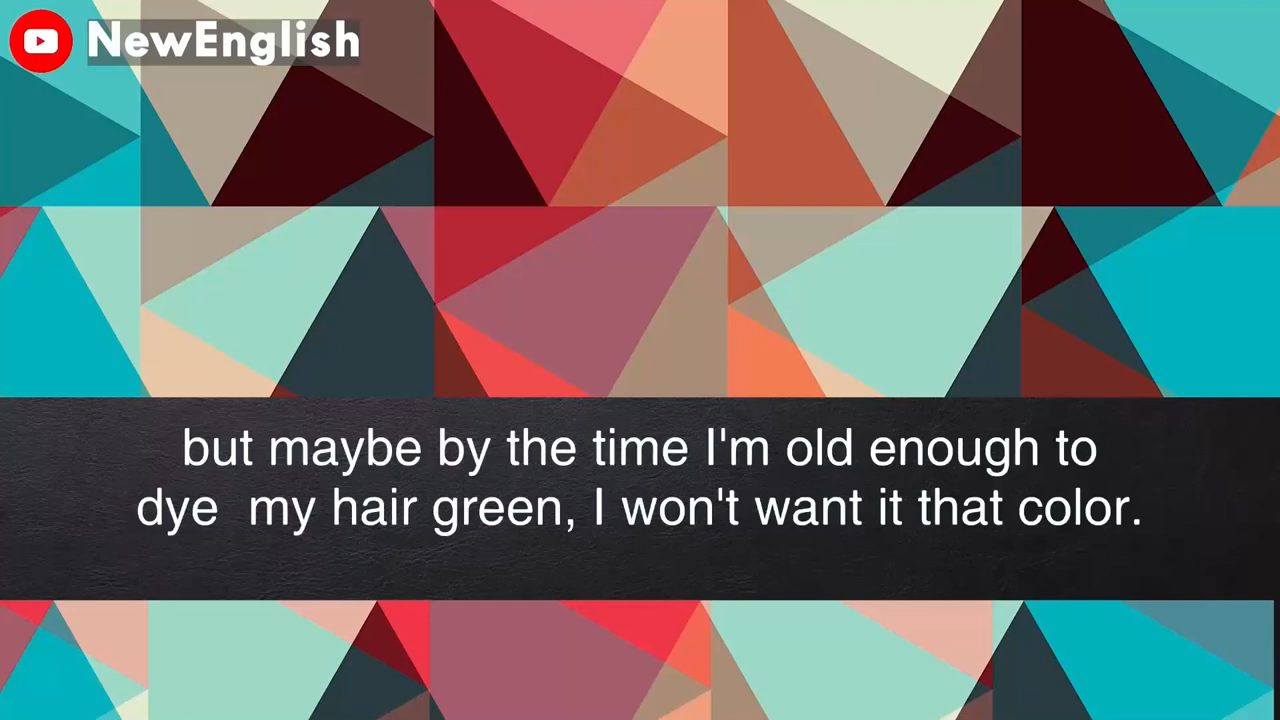 NewEnglish
but maybe by the time I'm old enough to
dye  my hair green, I won't want it that color.